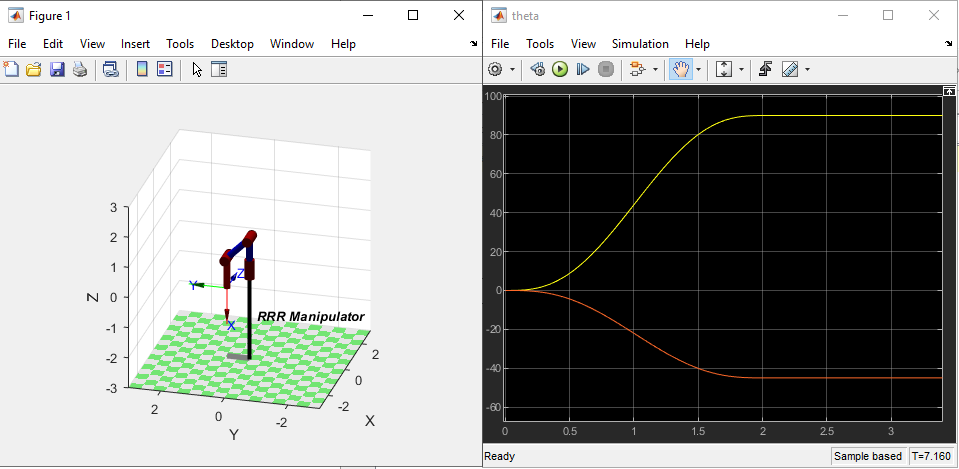 Figure 1
File Edit View Insert Tools Desktop Window Help
3
2
1
0
-1
-2
-3
Z
Y
Z
X
RRR Manipulator
2
0
-2
Y
2
0
-2
X
theta
File Tools View Simulation Help
100
80
60
40
20
0
-20
-40
-60
0 0.5 1 1.5 2 2.5 3
Ready Sample based T=7.160